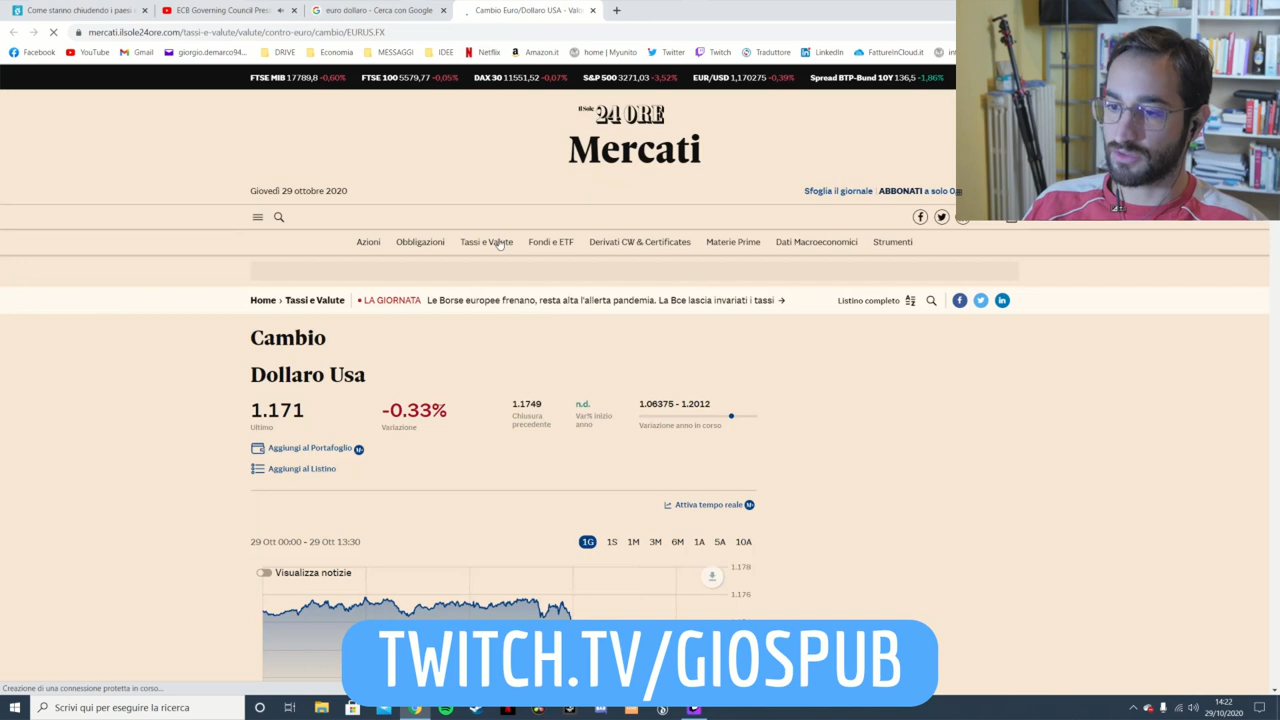 Come stanno chiudendo i paesi e
ECB Governing Council Press
euro dollaro - Cerca con Google
Cambio Euro/Dollaro USA - Valo
mercati.ilsole24ore.com/tassi-e-valute/valute/contro-euro/cambio/EURUS.FX
Facebook YouTube Gmail giorgio.demarco94... DRIVE Economia MESSAGGI IDEE Netflix Amazon.it home | Myunito Twitter Twitch Traduttore LinkedIn FattureInCloud.it
FTSE MIB 17789,8 -0,60% FTSE 100 5579,77 -0,05% DAX 30 11551,52 -0,07% S&P 500 3271,03 -3,52% EUR/USD 1,170275 -0,39% Spread BTP-Bund 10Y 136,5 -1,86%
Il Sole 24 ORE
Mercati
Giovedì 29 ottobre 2020
Sfoglia il giornale ABBONATI a solo 0
Azioni Obbligazioni Tassi e Valute Fondi e ETF Derivati CW & Certificates Materie Prime Dati Macroeconomici Strumenti
Home › Tassi e Valute • LA GIORNATA Le Borse europee frenano, resta alta l'allerta pandemia. La Bce lascia invariati i tassi → Listino completo
Cambio
Dollaro Usa
1.171 -0.33% 1.1749 n.d. 1.06375 - 1.2012
Ultimo Variazione Chiusura precedente Var% inizio anno Variazione anno in corso
Aggiungi al Portafoglio
Aggiungi al Listino
Attiva tempo reale
29 Ott 00:00 - 29 Ott 13:30 1G 1S 1M 3M 6M 1A 5A 10A
Visualizza notizie
1.178
1.176
TWITCH.TV/GIOSPUB
Creazione di una connessione protetta in corso...
Scrivi qui per eseguire la ricerca
14:22
29/10/2020